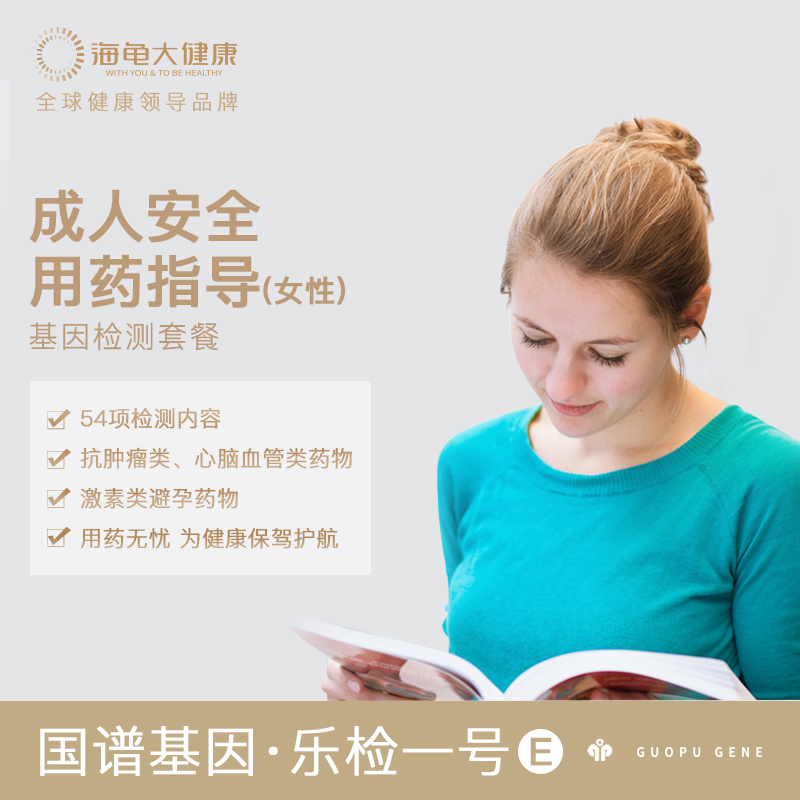 海龟大健康
WITH YOU & TO BE HEALTHY
全球健康领导品牌
成人安全
用药指导(女性)
基因检测套餐
54项检测内容
抗肿瘤类、心脑血管类药物
激素类避孕药物
用药无忧 为健康保驾护航
国谱基因·乐检一号E
GUOPU GENE